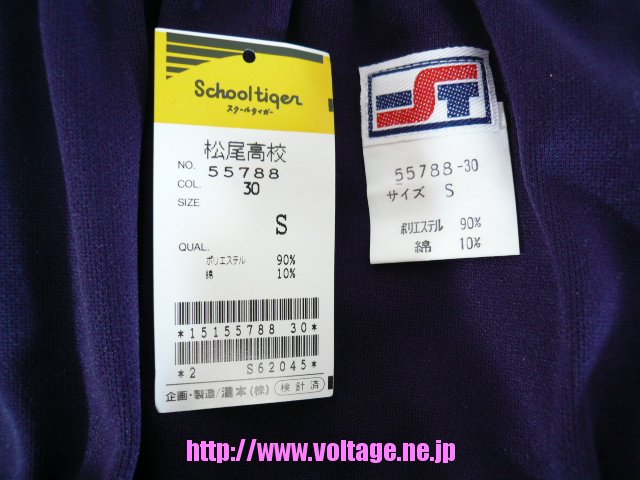 Schooltiger
スクールタイガー
松尾高校
NO. 55788
COL. 30
SIZE
S
QUAL.
ポリエステル 90%
綿 10%
*15155788 30*
*2 S62045*
企画・製造/瀧本(株) 検針済
ST
55788-30
サイズ S
ポリエステル 90%
綿 10%
http://www.voltage.ne.jp